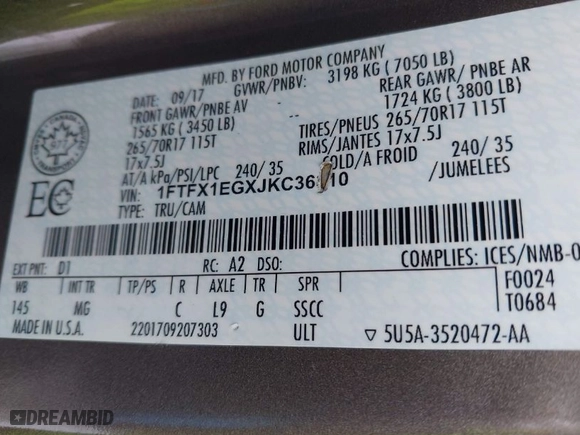 MFD. BY FORD MOTOR COMPANY
DATE: 09/17 GVWR/PNBV: 3198 KG ( 7050 LB)
FRONT GAWR/PNBE AV -- REAR GAWR/ PNBE AR
1565 KG ( 3450 LB) 1724 KG ( 3800 LB)
265/70R17 115T TIRES/PNEUS 265/70R17 115T
17x7.5J RIMS/JANTES 17x7.5J
AT/A kPa/PSI/LPC 240/ 35 COLD/A FROID 240/ 35
VIN: /JUMELEES
TYPE: TRU/CAM
EC
EXT PNT: D1 RC: A2 DSO: COMPLIES: ICES/NMB-0
WB INT TR TP/PS R AXLE TR SPR F0024
145 MG C L9 G SSCC T0684
MADE IN U.S.A. 2201709207303 ULT 5U5A-3520472-AA
DREAMBID